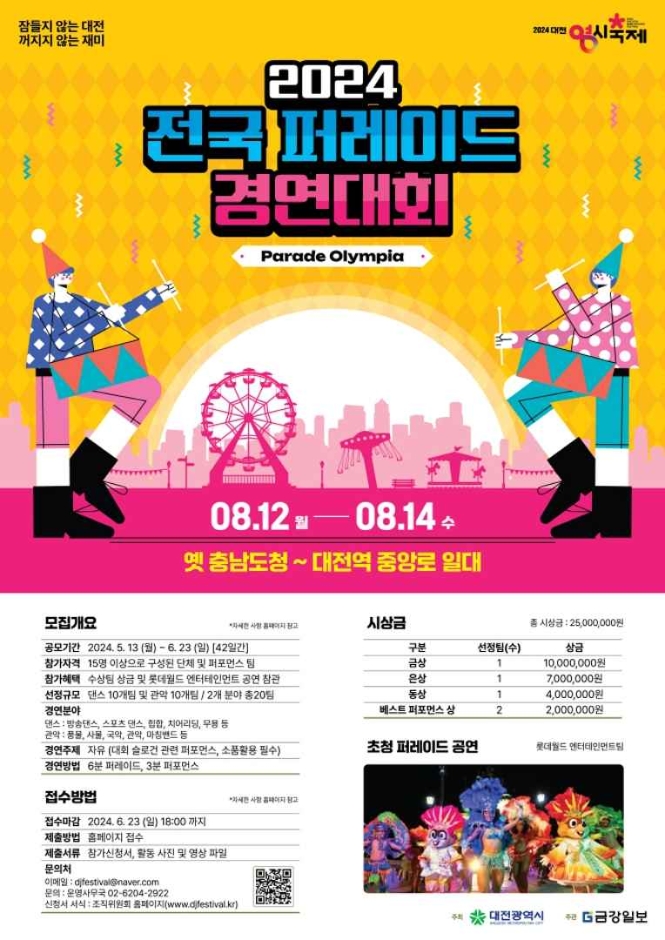 잠들지 않는 대전
꺼지지 않는 재미
2024 대전 영시축제
2024
전국 퍼레이드
경연대회
Parade Olympia
08.12 월 08.14 수
옛 충남도청 ~ 대전역 중앙로 일대
모집개요 *자세한 사항 홈페이지 참고
공모기간 2024. 5. 13 (월) ~ 6. 23 (일) [42일간]
참가자격 15명 이상으로 구성된 단체 및 퍼포먼스 팀
참가혜택 수상팀 상금 및 롯데월드 엔터테인먼트 공연 참관
선정규모 댄스 10개팀 및 관악 10개팀 / 2개 분야 총20팀
경연분야
댄스 : 방송댄스, 스포츠 댄스, 힙합, 치어리딩, 무용 등
관악 : 풍물, 사물, 국악, 관악, 마칭밴드 등
경연주제 자유 (대회 슬로건 관련 퍼포먼스, 소품활용 필수)
경연방법 6분 퍼레이드, 3분 퍼포먼스
접수방법 *자세한 사항 홈페이지 참고
접수마감 2024. 6. 23 (일) 18:00 까지
제출방법 홈페이지 접수
제출서류 참가신청서, 활동 사진 및 영상 파일
문의처
이메일 : djfestival@naver.com
문의 : 운영사무국 02-6204-2922
신청서 서식 : 조직위원회 홈페이지(www.djfestival.kr)
시상금 총 시상금 : 25,000,000원
구분 선정팀(수) 상금
금상 1 10,000,000원
은상 1 7,000,000원
동상 1 4,000,000원
베스트 퍼포먼스 상 2 2,000,000원
초청 퍼레이드 공연 롯데월드 엔터테인먼트팀
주최 대전광역시 주관 금강일보